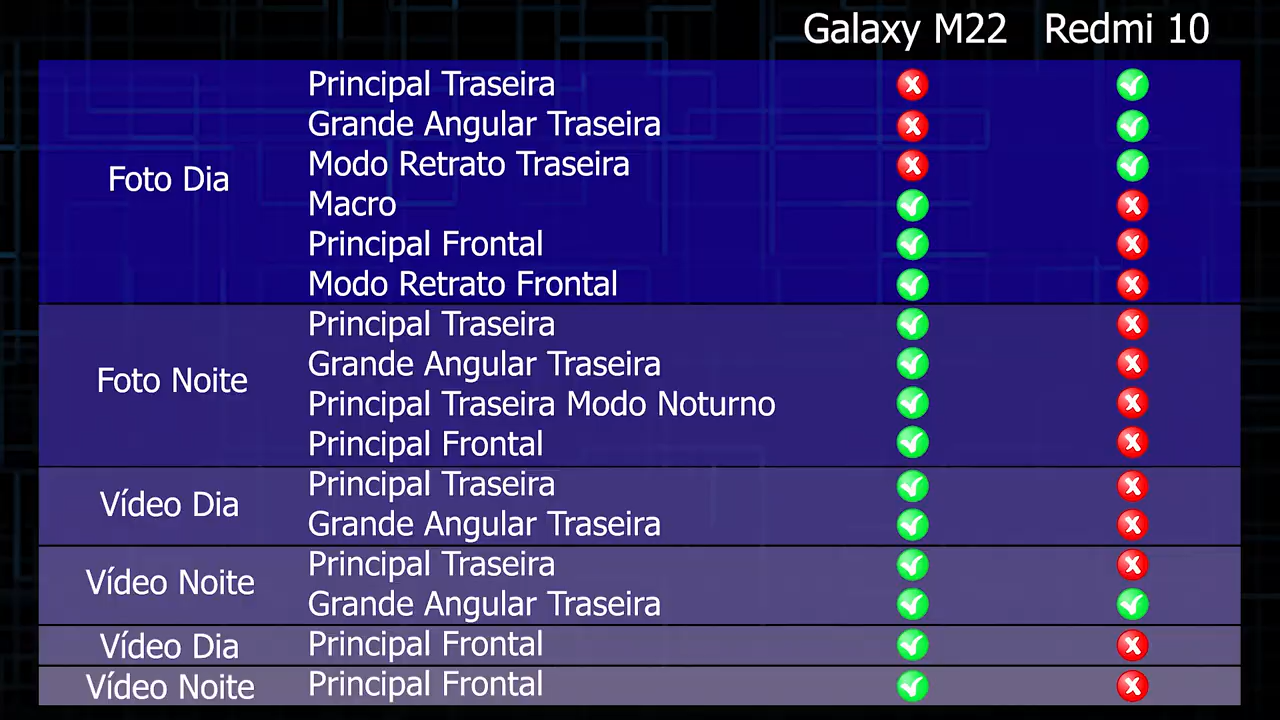 Galaxy M22 Redmi 10
Foto Dia
Principal Traseira
Grande Angular Traseira
Modo Retrato Traseira
Macro
Principal Frontal
Modo Retrato Frontal
Foto Noite
Principal Traseira
Grande Angular Traseira
Principal Traseira Modo Noturno
Principal Frontal
Vídeo Dia
Principal Traseira
Grande Angular Traseira
Vídeo Noite
Principal Traseira
Grande Angular Traseira
Vídeo Dia Principal Frontal
Vídeo Noite Principal Frontal